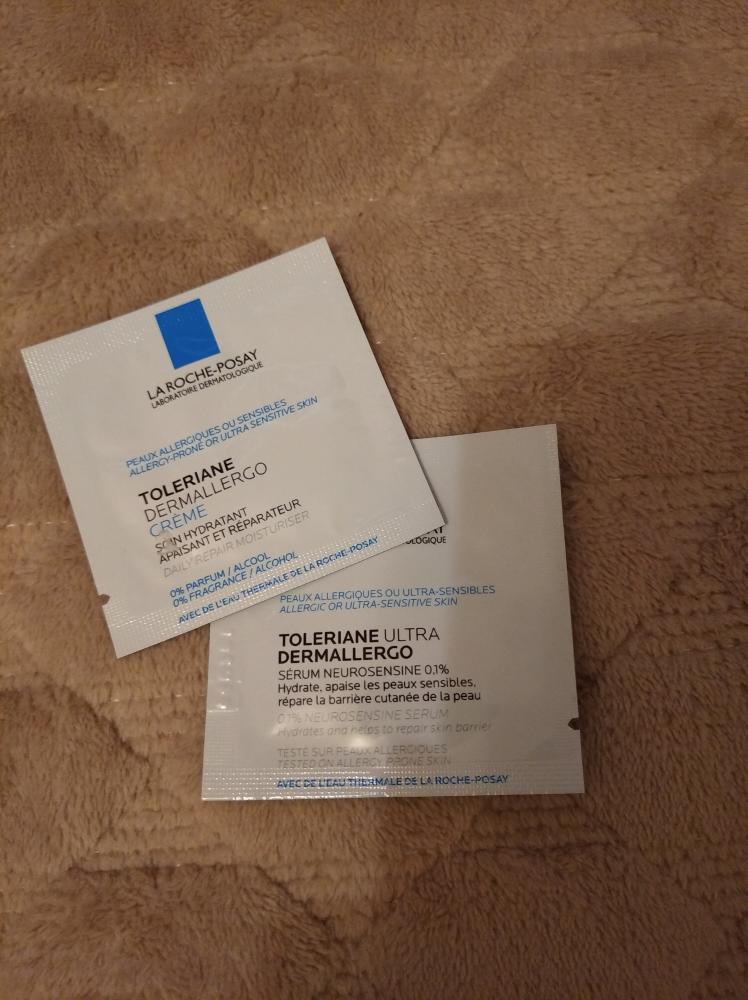 LA ROCHE-POSAY
LABORATOIRE DERMATOLOGIQUE
PEAUX ALLERGIQUES OU SENSIBLES
ALLERGY-PRONE OR ULTRA SENSITIVE SKIN
TOLERIANE
DERMALLERGO
CRÈME
SOIN HYDRATANT
APAISANT ET RÉPARATEUR
DAILY REPAIR MOISTURISER
0% PARFUM / ALCOOL
0% FRAGRANCE / ALCOHOL
AVEC DE L'EAU THERMALE DE LA ROCHE-POSAY
PEAUX ALLERGIQUES OU ULTRA-SENSIBLES
ALLERGIC OR ULTRA-SENSITIVE SKIN
TOLERIANE ULTRA
DERMALLERGO
SÉRUM NEUROSENSINE 0,1%
Hydrate, apaise les peaux sensibles,
répare la barrière cutanée de la peau
0.1% NEUROSENSINE SERUM
Hydrates and helps to repair skin barrier
TESTÉ SUR PEAUX ALLERGIQUES
TESTED ON ALLERGY PRONE SKIN
AVEC DE L'EAU THERMALE DE LA ROCHE-POSAY